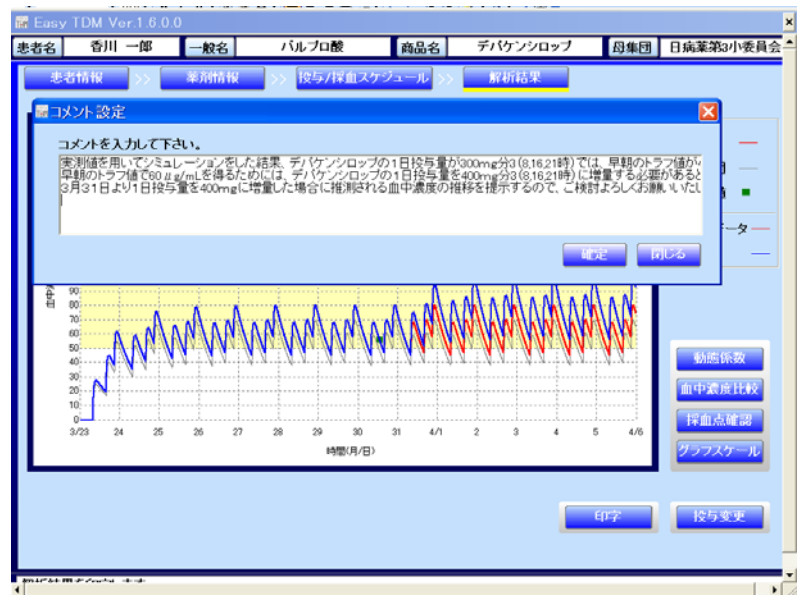 Easy TDM Ver.1.6.0.0
患者名 香川 一郎 一般名 バルプロ酸 商品名 デパケンシロップ 母集団 日病薬第3小委員会
患者情報 >> 薬剤情報 >> 投与/採血スケジュール >> 解析結果
コメント設定
コメントを入力して下さい。
実測値を用いてシミュレーションをした結果、デパケンシロップの1日投与量が300mg分3(8,16,21時)では、早朝のトラフ値が
早朝のトラフ値で60μg/mLを得るためには、デパケンシロップの1日投与量を400mg分3(8,16,21時)に増量する必要があると
3月31日より1日投与量を400mgに増量した場合に推測される血中濃度の推移を提示するので、ご検討よろしくお願いいたし
確定 閉じる
ータ
血中
90
80
70
60
50
40
30
20
10
0
3/23 24 25 26 27 28 29 30 31 4/1 2 3 4 5 4/6
時間(月/日)
動態係数
血中濃度比較
採血点確認
グラフスケール
印字 投与変更